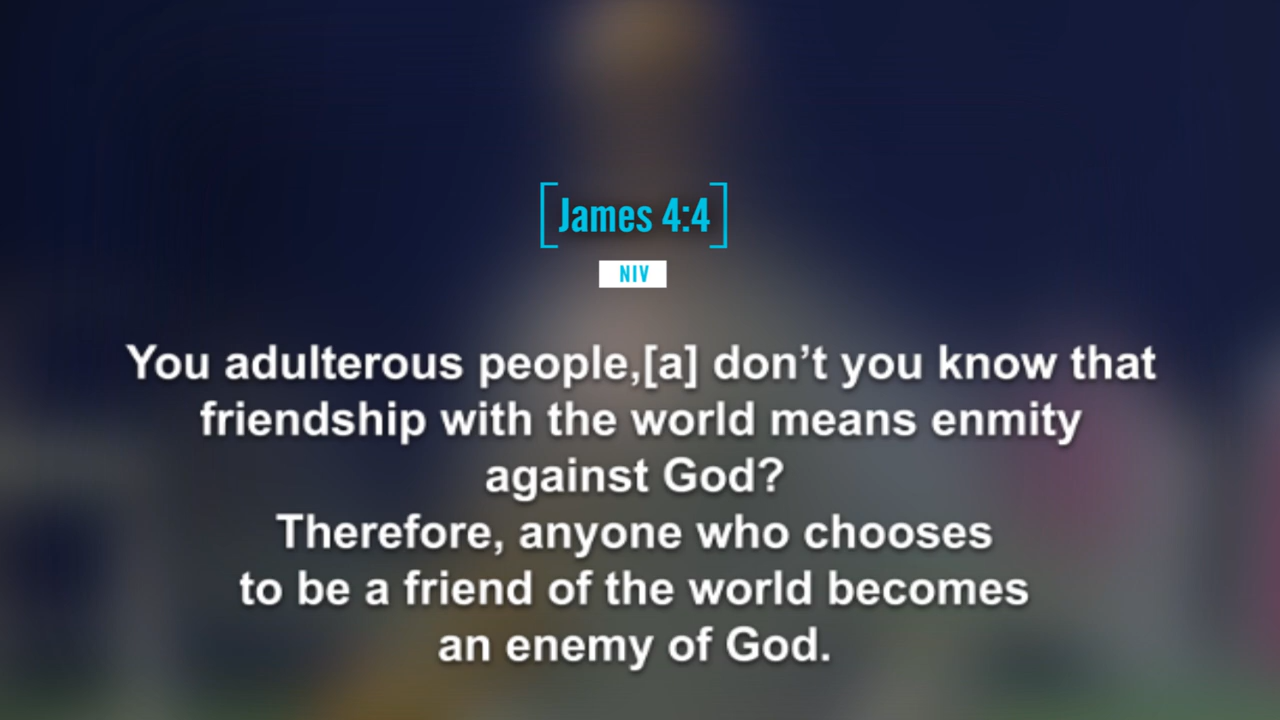 [James 4:4]
NIV
You adulterous people,[a] don’t you know that
friendship with the world means enmity
against God?
Therefore, anyone who chooses
to be a friend of the world becomes
an enemy of God.